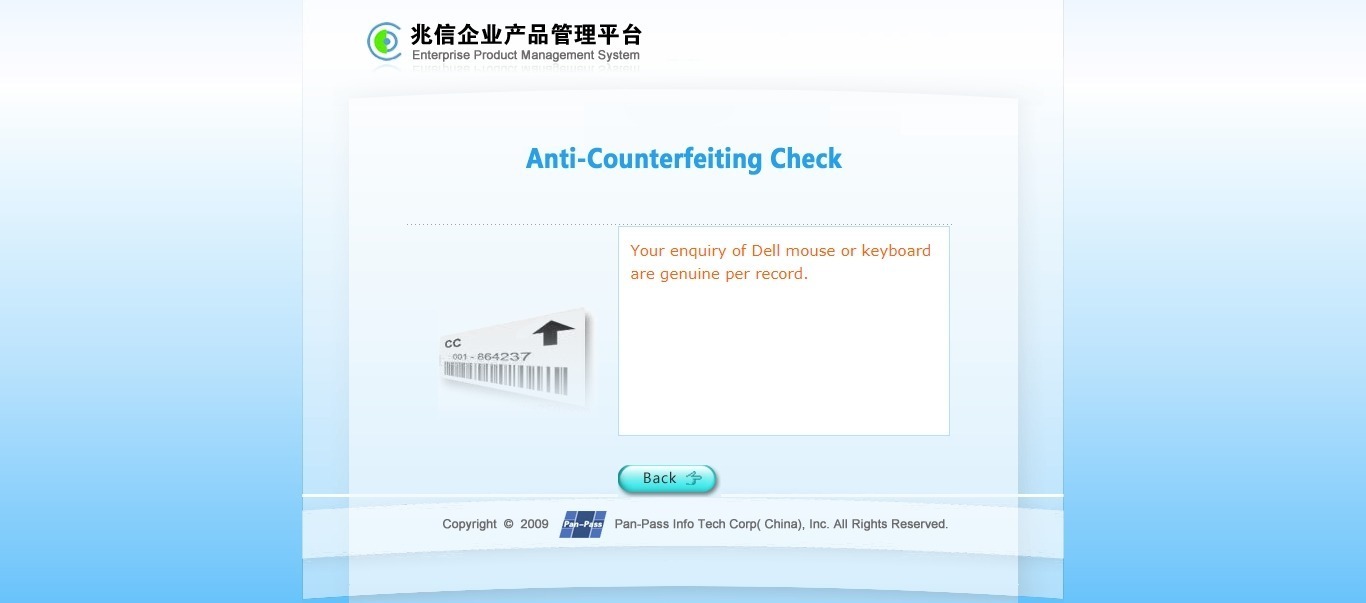 兆信企业产品管理平台
Enterprise Product Management System
Anti-Counterfeiting Check
Your enquiry of Dell mouse or keyboard
are genuine per record.
CC
001 - 864237
Back
Copyright © 2009 Pan-Pass Pan-Pass Info Tech Corp( China), Inc. All Rights Reserved.